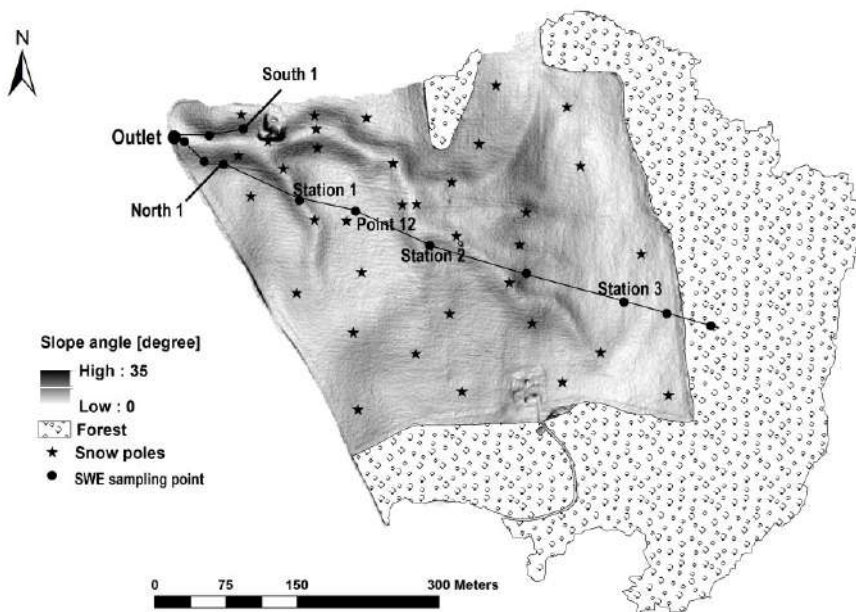 N
South 1
Outlet
Station 1
North 1
Point 12
Station 2
Station 3
Slope angle [degree]
High : 35
Low : 0
Forest
Snow poles
SWE sampling point
0 75 150 300 Meters